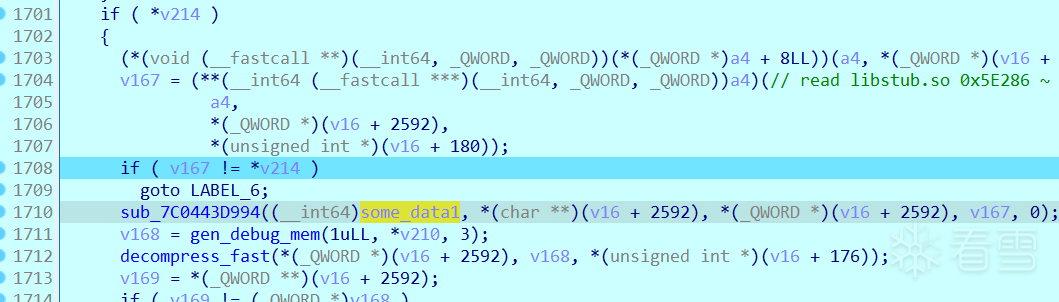 1701 if ( *v214 )
1702 {
1703 (*(void (__fastcall **)(__int64, _QWORD, _QWORD))(*(_QWORD *)a4 + 8LL))(a4, *(_QWORD *)(v16 +
1704 v167 = (**(__int64 (__fastcall ***)(__int64, _QWORD, _QWORD))a4)(// read libstub.so 0x5E286 ~
1705 a4,
1706 *(_QWORD *)(v16 + 2592),
1707 *(unsigned int *)(v16 + 180));
1708 if ( v167 != *v214 )
1709 goto LABEL_6;
1710 sub_7C0443D994((__int64)some_data1, *(char **)(v16 + 2592), *(_QWORD *)(v16 + 2592), v167, 0);
1711 v168 = gen_debug_mem(1uLL, *v210, 3);
1712 decompress_fast(*(_QWORD *)(v16 + 2592), v168, *(unsigned int *)(v16 + 176));
1713 v169 = *(_QWORD **)(v16 + 2592);
1714 if ( v169 != (_QWORD *)v168 )
看雪